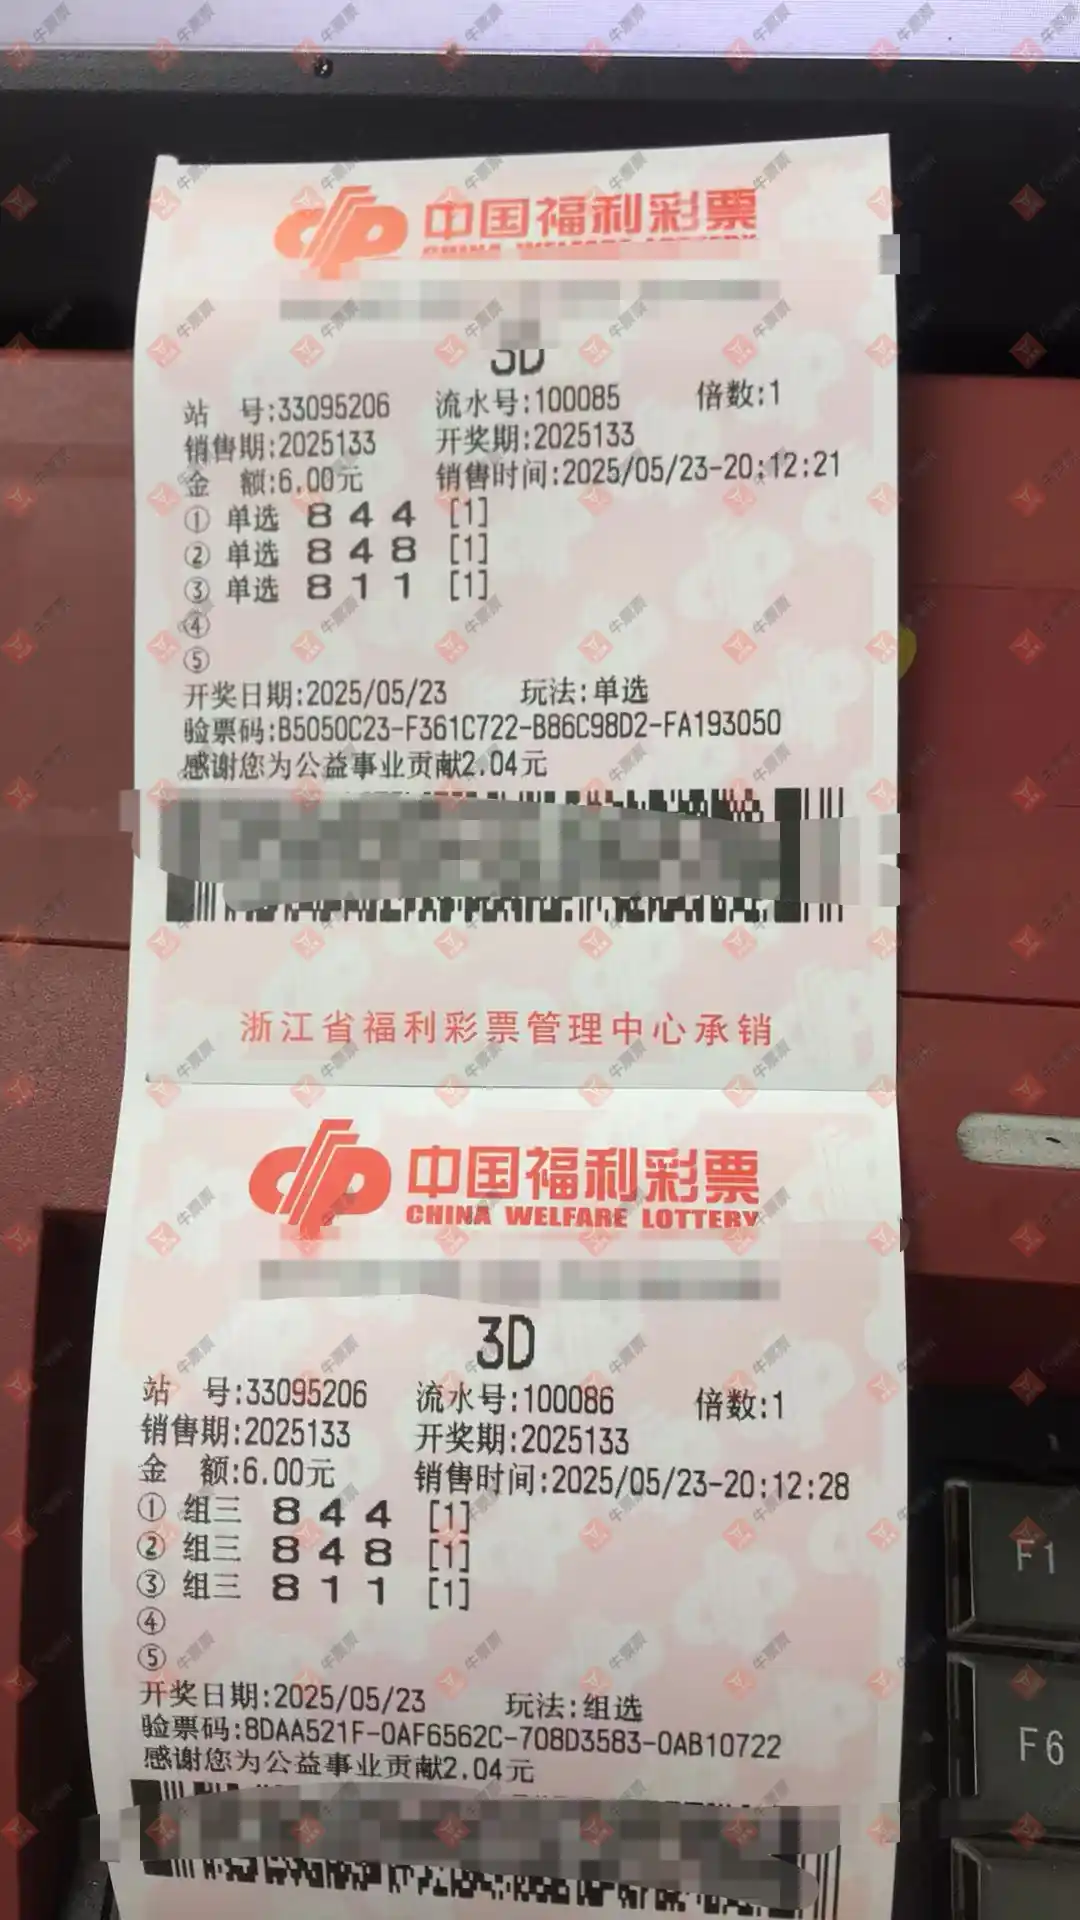 中国福利彩票
CHINA WELFARE LOTTERY
3D
站 号:33095206 流水号:100085 倍数:1
销售期:2025133 开奖期:2025133
金 额:6.00元 销售时间:2025/05/23-20:12:21
① 单选 8 4 4 [1]
② 单选 8 4 8 [1]
③ 单选 8 1 1 [1]
④
⑤
开奖日期:2025/05/23 玩法:单选
验票码:B5050C23-F361C722-B86C98D2-FA193050
感谢您为公益事业贡献2.04元
浙江省福利彩票管理中心承销
中国福利彩票
CHINA WELFARE LOTTERY
3D
站 号:33095206 流水号:100086 倍数:1
销售期:2025133 开奖期:2025133
金 额:6.00元 销售时间:2025/05/23-20:12:28
① 组三 8 4 4 [1]
② 组三 8 4 8 [1]
③ 组三 8 1 1 [1]
④
⑤
开奖日期:2025/05/23 玩法:组选
验票码:8DAA521F-0AF6562C-708D3583-0AB10722
感谢您为公益事业贡献2.04元
F1
F6
牛票票